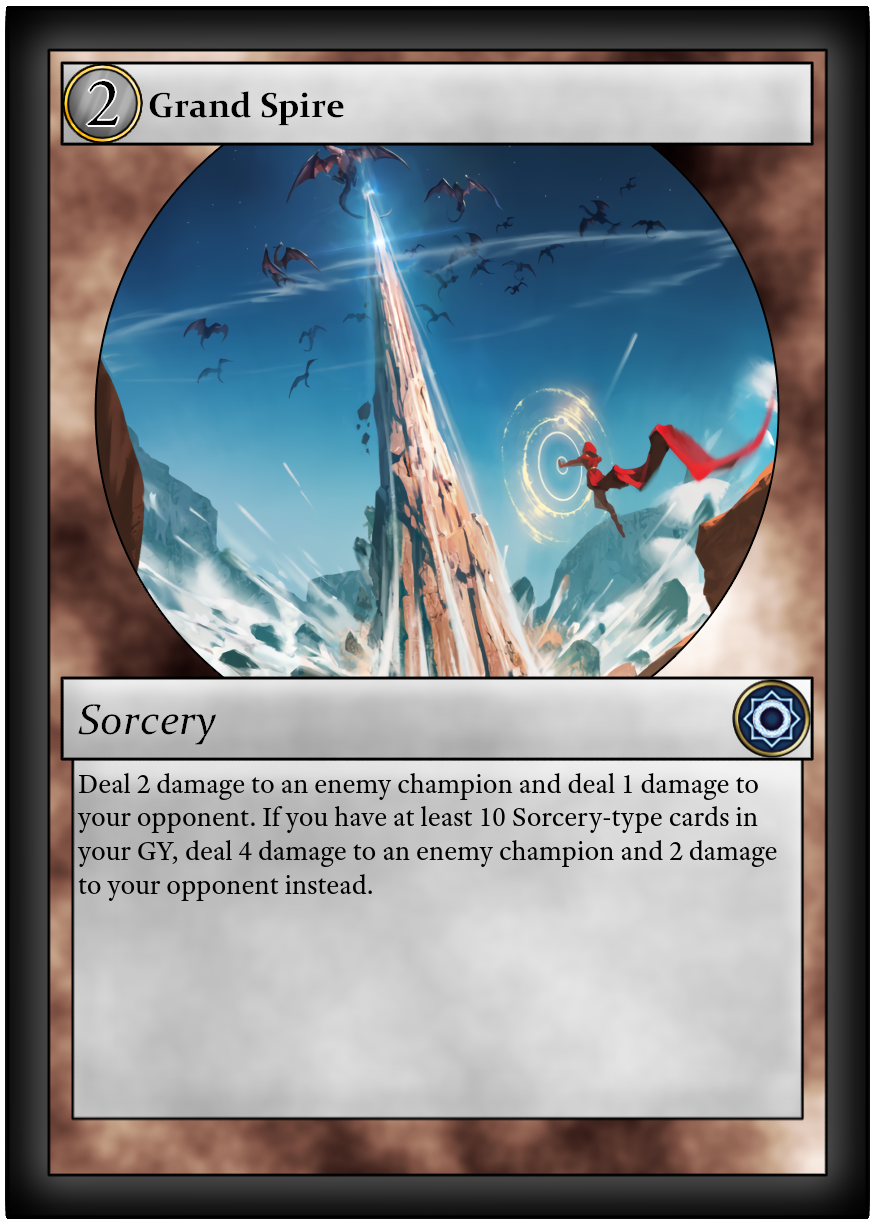 2 Grand Spire
Sorcery
Deal 2 damage to an enemy champion and deal 1 damage to
your opponent. If you have at least 10 Sorcery-type cards in
your GY, deal 4 damage to an enemy champion and 2 damage
to your opponent instead.